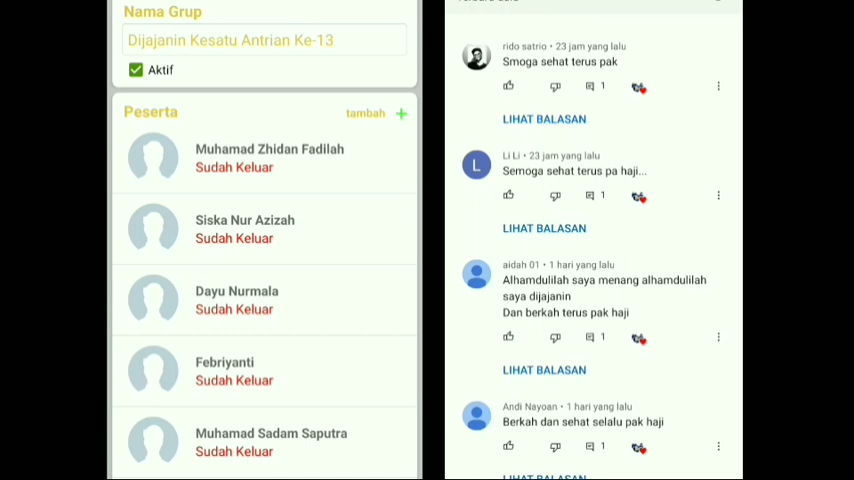 Nama Grup
Dijajanin Kesatu Antrian Ke-13
Aktif
Peserta
tambah +
Muhamad Zhidan Fadilah
Sudah Keluar
Siska Nur Azizah
Sudah Keluar
Dayu Nurmala
Sudah Keluar
Febriyanti
Sudah Keluar
Muhamad Sadam Saputra
Sudah Keluar
rido satrio • 23 jam yang lalu
Smoga sehat terus pak
1
LIHAT BALASAN
L
Li Li • 23 jam yang lalu
Semoga sehat terus pa haji...
1
LIHAT BALASAN
aidah 01 • 1 hari yang lalu
Alhamdulilah saya menang alhamdulilah
saya dijajanin
Dan berkah terus pak haji
1
LIHAT BALASAN
Andi Nayoan • 1 hari yang lalu
Berkah dan sehat selalu pak haji
1
LIHAT BALASAN